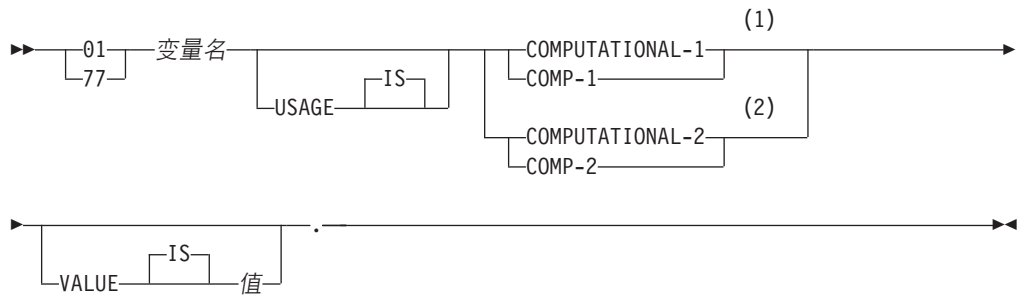 (1)
01 变量名 COMPUTATIONAL-1
77 IS COMP-1
USAGE (2)
COMPUTATIONAL-2
COMP-2
.
IS
VALUE 值